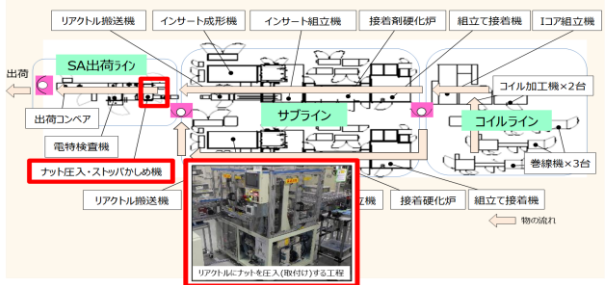 リアクトル搬送機
インサート成形機
インサート組立機
接着剤硬化炉
組立て接着機
Iコア組立機
SA出荷ライン
出荷
サブライン
コイル加工機×2台
コイルライン
出荷コンベア
電特検査機
ナット圧入・ストッパかしめ機
巻線機×3台
リアクトル搬送機
立機
接着硬化炉
組立て接着機
物の流れ
リアクトルにナットを圧入(取付け)する工程